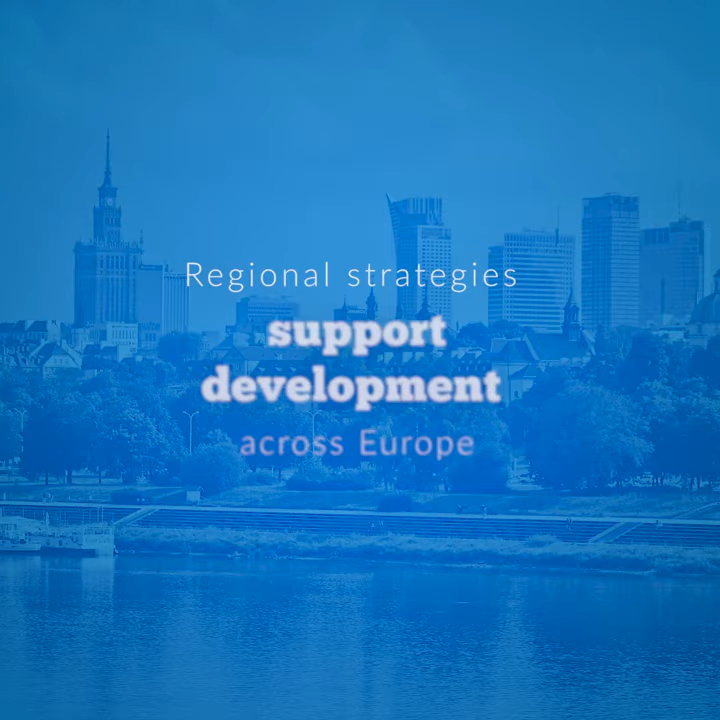 Regional strategies
support
development
across Europe